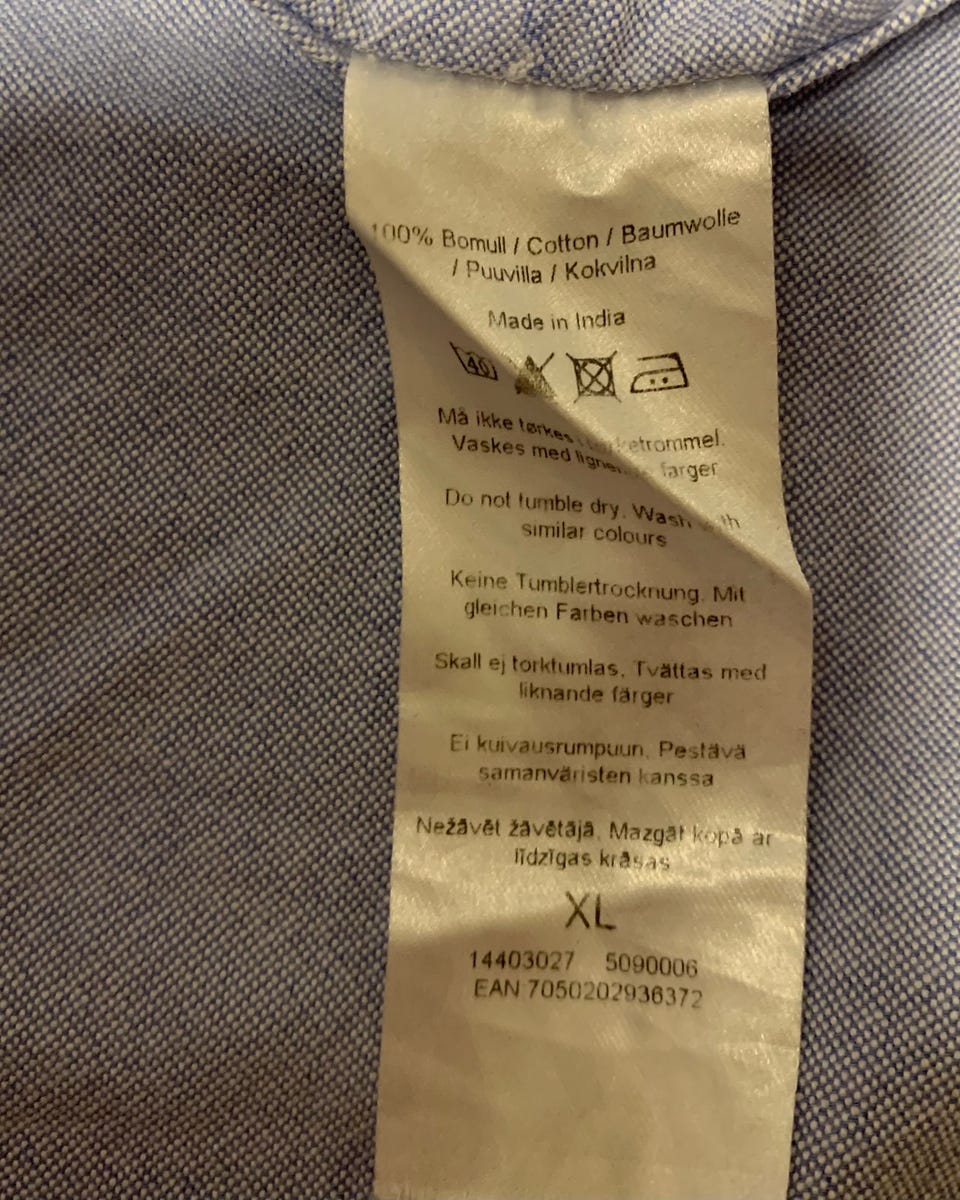 100% Bomull / Cotton / Baumwolle
/ Puuvilla / Kokvilna
Made in India
40
Må ikke tørkes
Vaskes med farger
Do not tumble dry. Wash
similar colours
Keine Tumblertrocknung. Mit
gleichen Farben waschen
Skall ej torktumlas. Tvättas med
liknande färger
Ei kuivausrumpuun. Pestävä
samanväristen kanssa
Nežāvēt žāvētājā. Mazgāt kopā ar
līdzīgas krāsas
XL
14403027 5090006
EAN 7050202936372